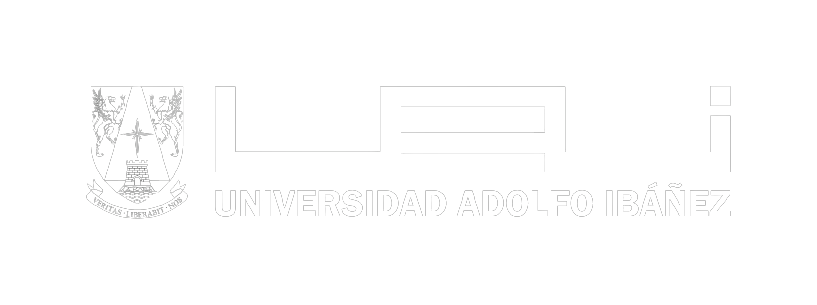 UAI
UNIVERSIDAD ADOLFO IBÁÑEZ
VERITAS · LIBERABIT · VOS